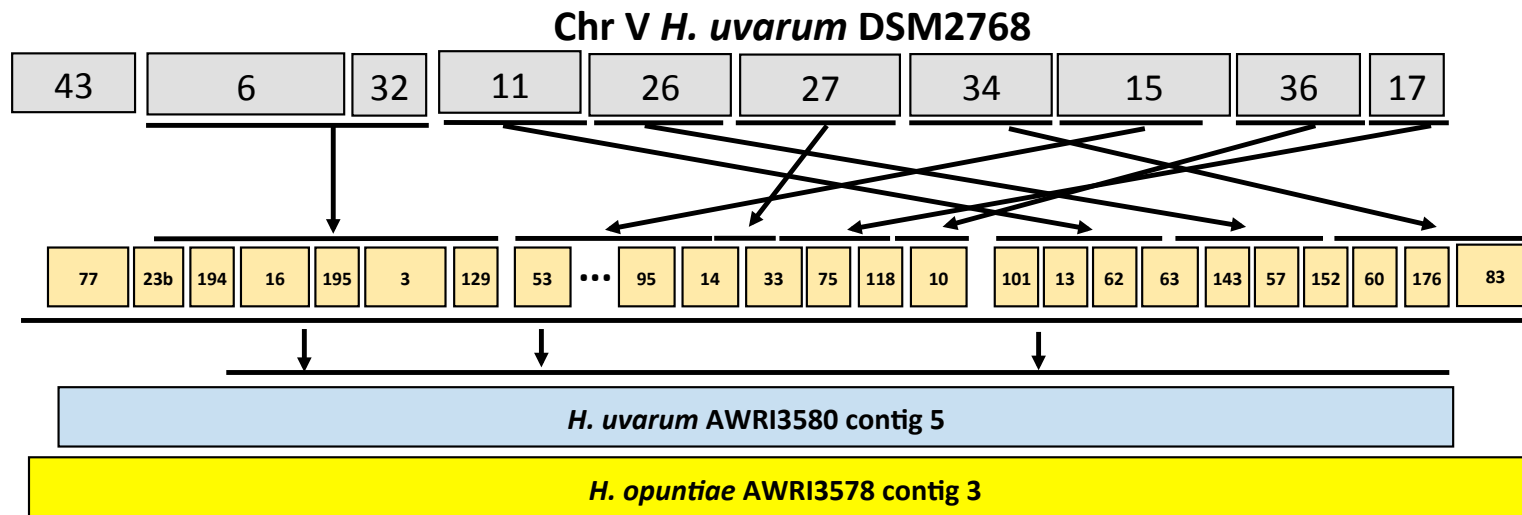 Chr V H. uvarum DSM2768
43 6 32 11 26 27 34 15 36 17
77 23b 194 16 195 3 129 53 ... 95 14 33 75 118 10 101 13 62 63 143 57 152 60 176 83
H. uvarum AWRI3580 contig 5
H. opuntiae AWRI3578 contig 3